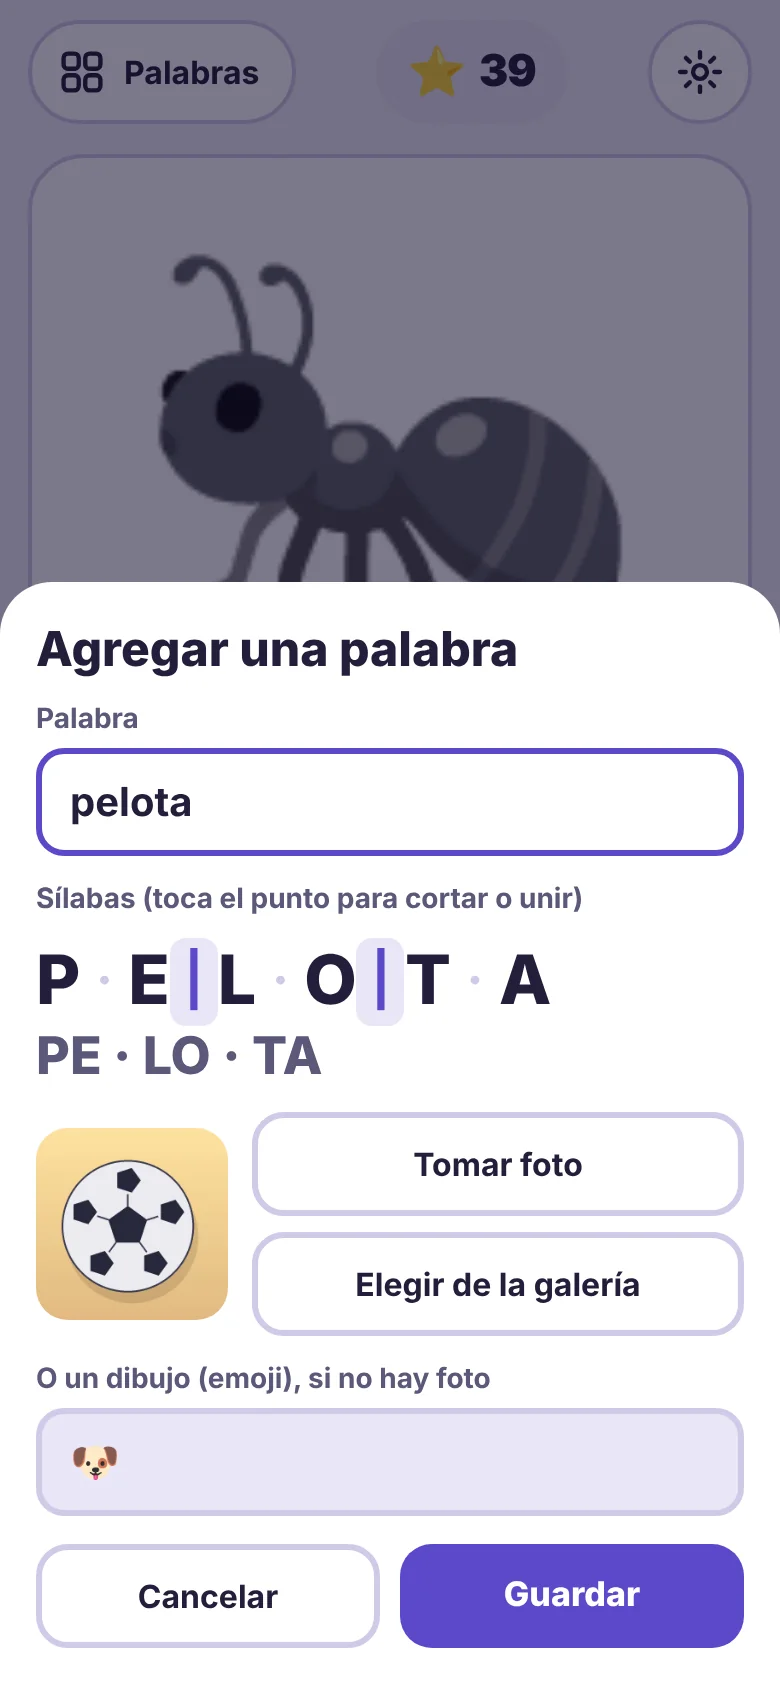 Palabras
39
Agregar una palabra
Palabra
pelota
Sílabas (toca el punto para cortar o unir)
P · E | L · O | T · A
PE · LO · TA
Tomar foto
Elegir de la galería
O un dibujo (emoji), si no hay foto
Cancelar
Guardar